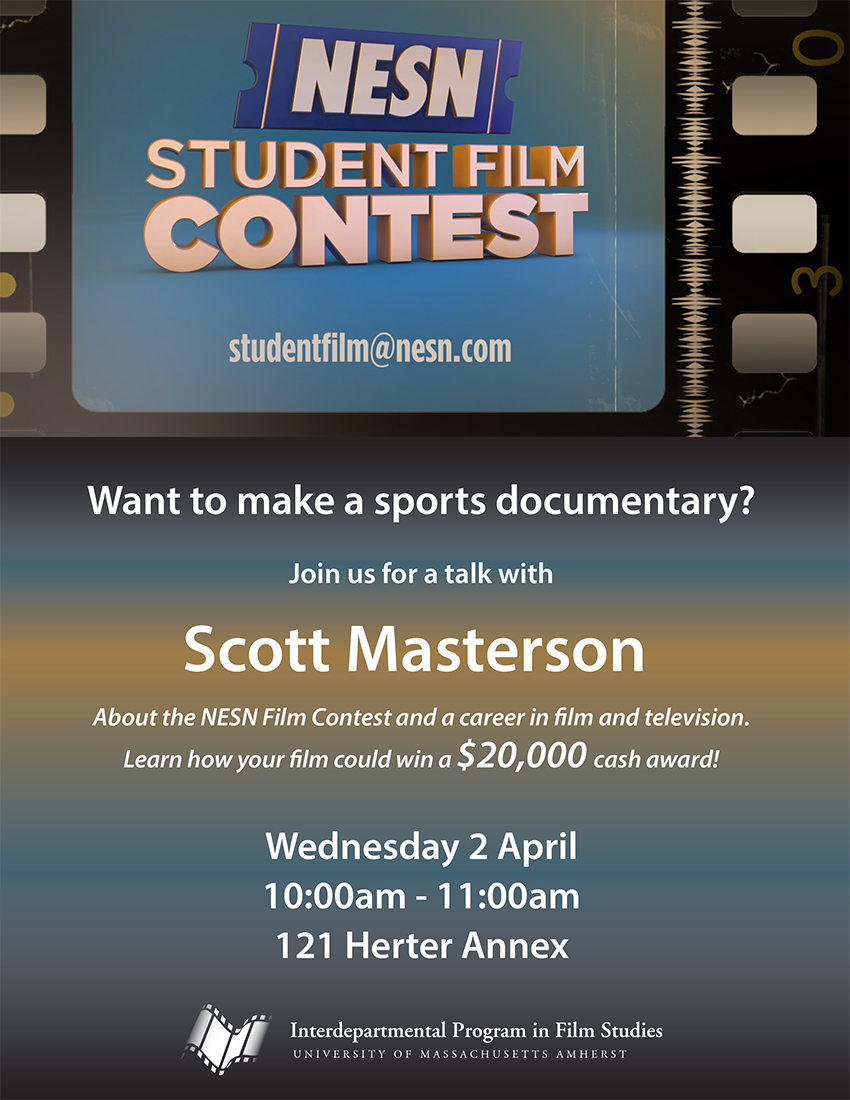 NESN
STUDENT FILM
CONTEST
studentfilm@nesn.com
0
3
Want to make a sports documentary?
Join us for a talk with
Scott Masterson
About the NESN Film Contest and a career in film and television.
Learn how your film could win a $20,000 cash award!
Wednesday 2 April
10:00am - 11:00am
121 Herter Annex
Interdepartmental Program in Film Studies
UNIVERSITY OF MASSACHUSETTS AMHERST